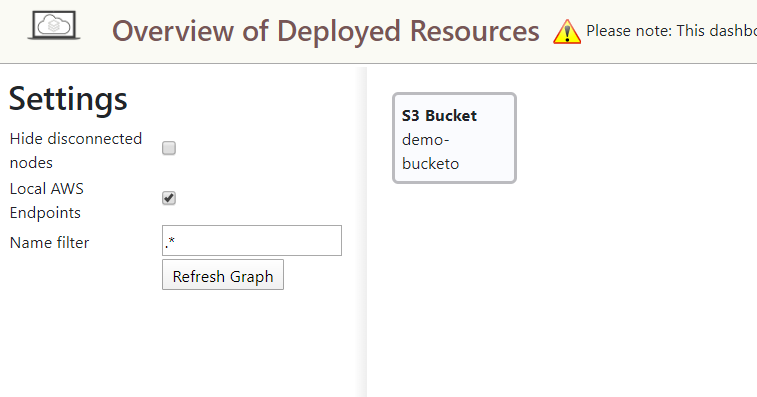 Overview of Deployed Resources
Please note: This dashbo
Settings
Hide disconnected
nodes
Local AWS
Endpoints
Name filter
.*
Refresh Graph
S3 Bucket
demo-
bucketo